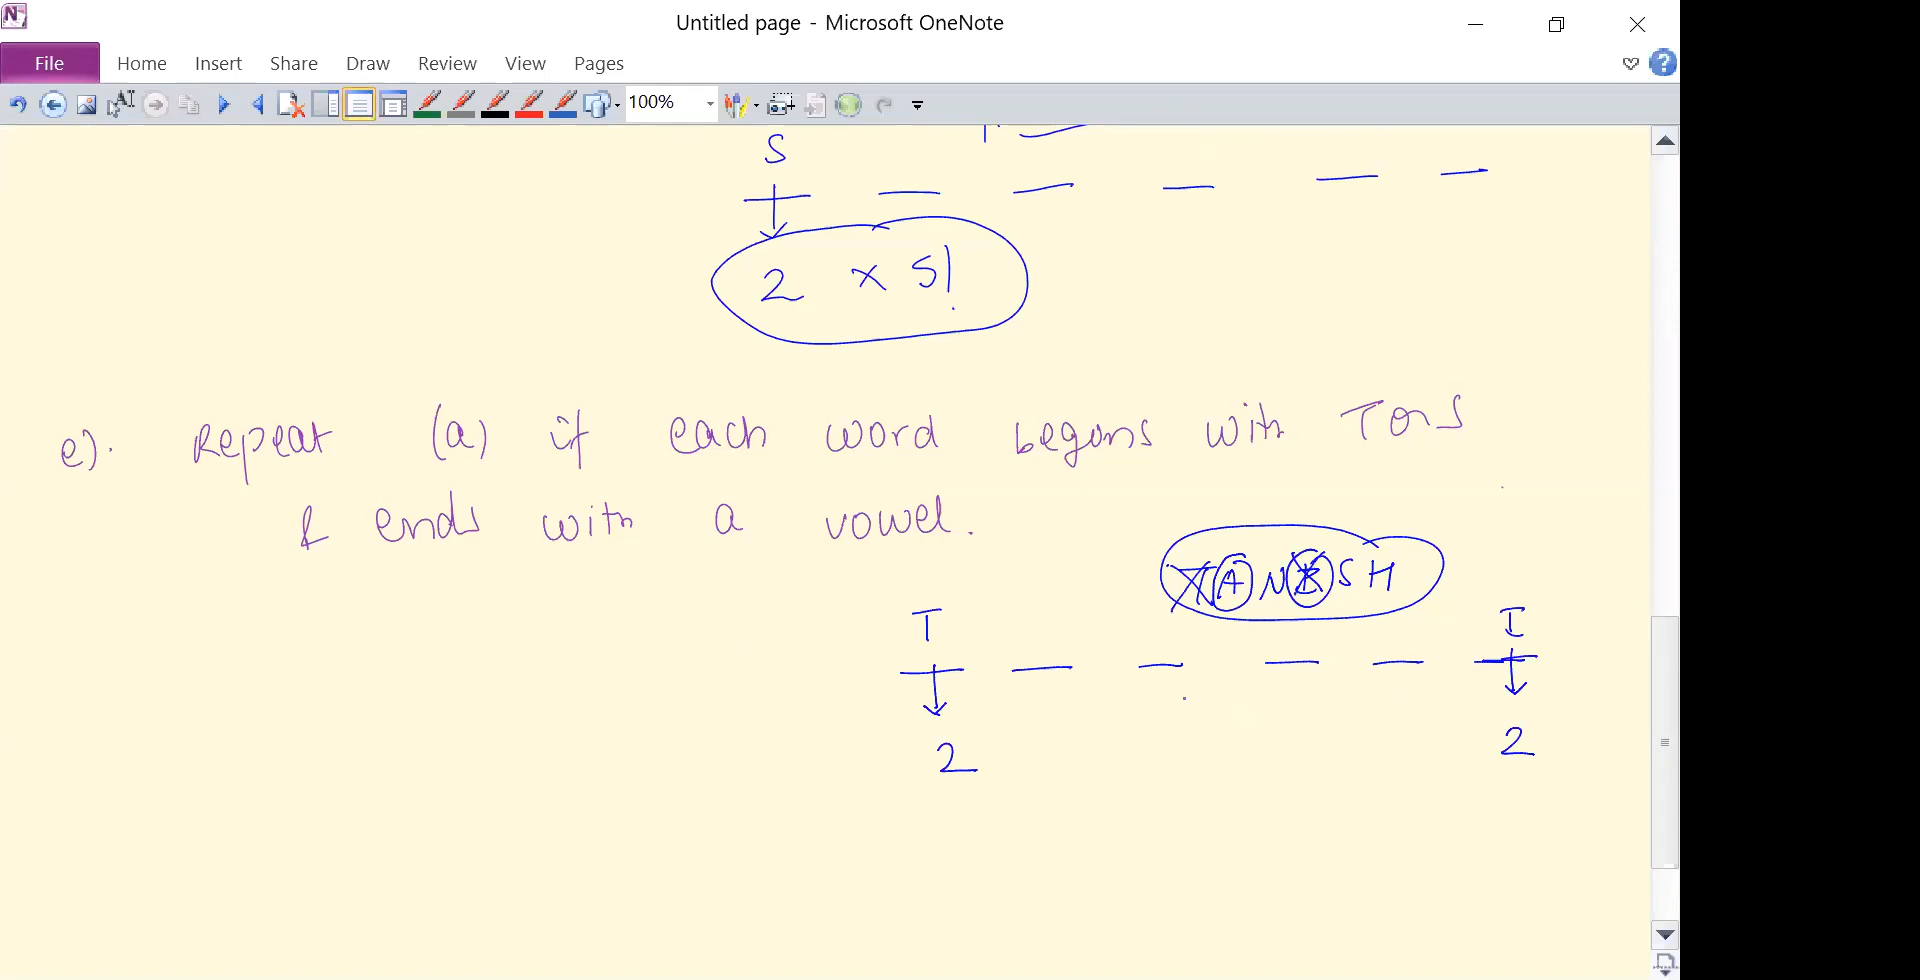 Untitled page - Microsoft OneNote
File Home Insert Share Draw Review View Pages
100%
S
2 x 5!
e). Repeat (a) if each word begins with T or S
& ends with a vowel.
TANISH
T I
2 2